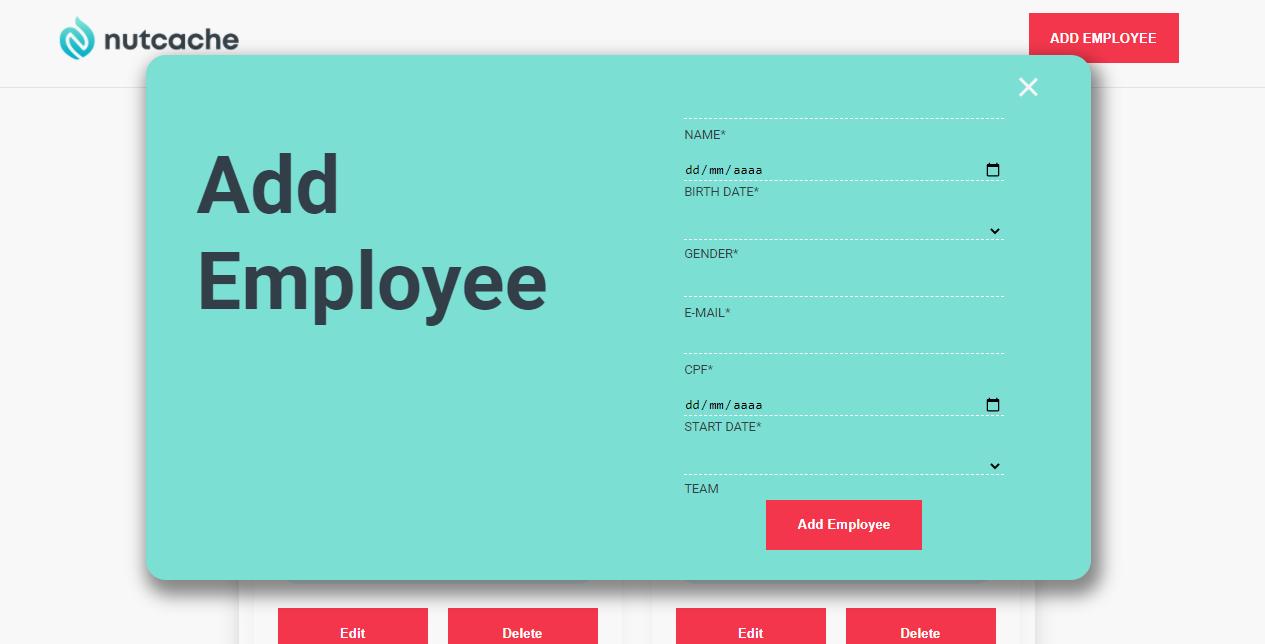 nutcache
ADD EMPLOYEE
Add
Employee
NAME*
dd/mm/aaaa
BIRTH DATE*
GENDER*
E-MAIL*
CPF*
dd/mm/aaaa
START DATE*
TEAM
Add Employee
Edit Delete Edit Delete